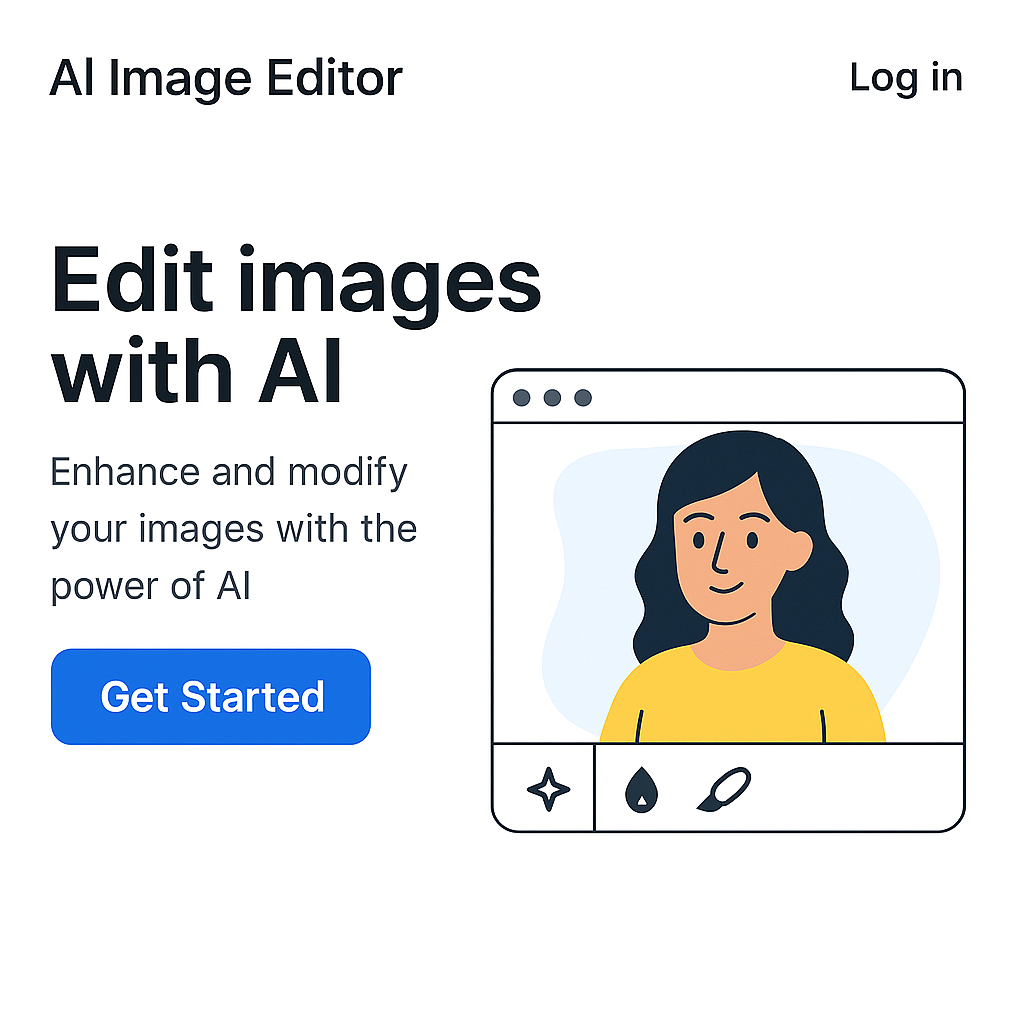 AI Image Editor
Log in
Edit images
with AI
Enhance and modify
your images with the
power of AI
Get Started